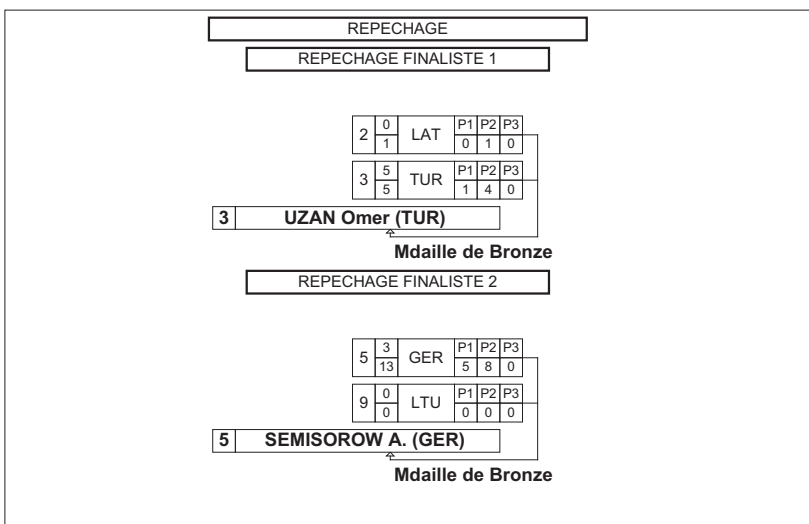 REPECHAGE
REPECHAGE FINALISTE 1
2 0 LAT P1 P2 P3
1 0 1 0
3 5 TUR P1 P2 P3
5 1 4 0
3 UZAN Omer (TUR)
Mdaille de Bronze
REPECHAGE FINALISTE 2
5 3 GER P1 P2 P3
13 5 8 0
9 0 LTU P1 P2 P3
0 0 0 0
5 SEMISOROW A. (GER)
Mdaille de Bronze